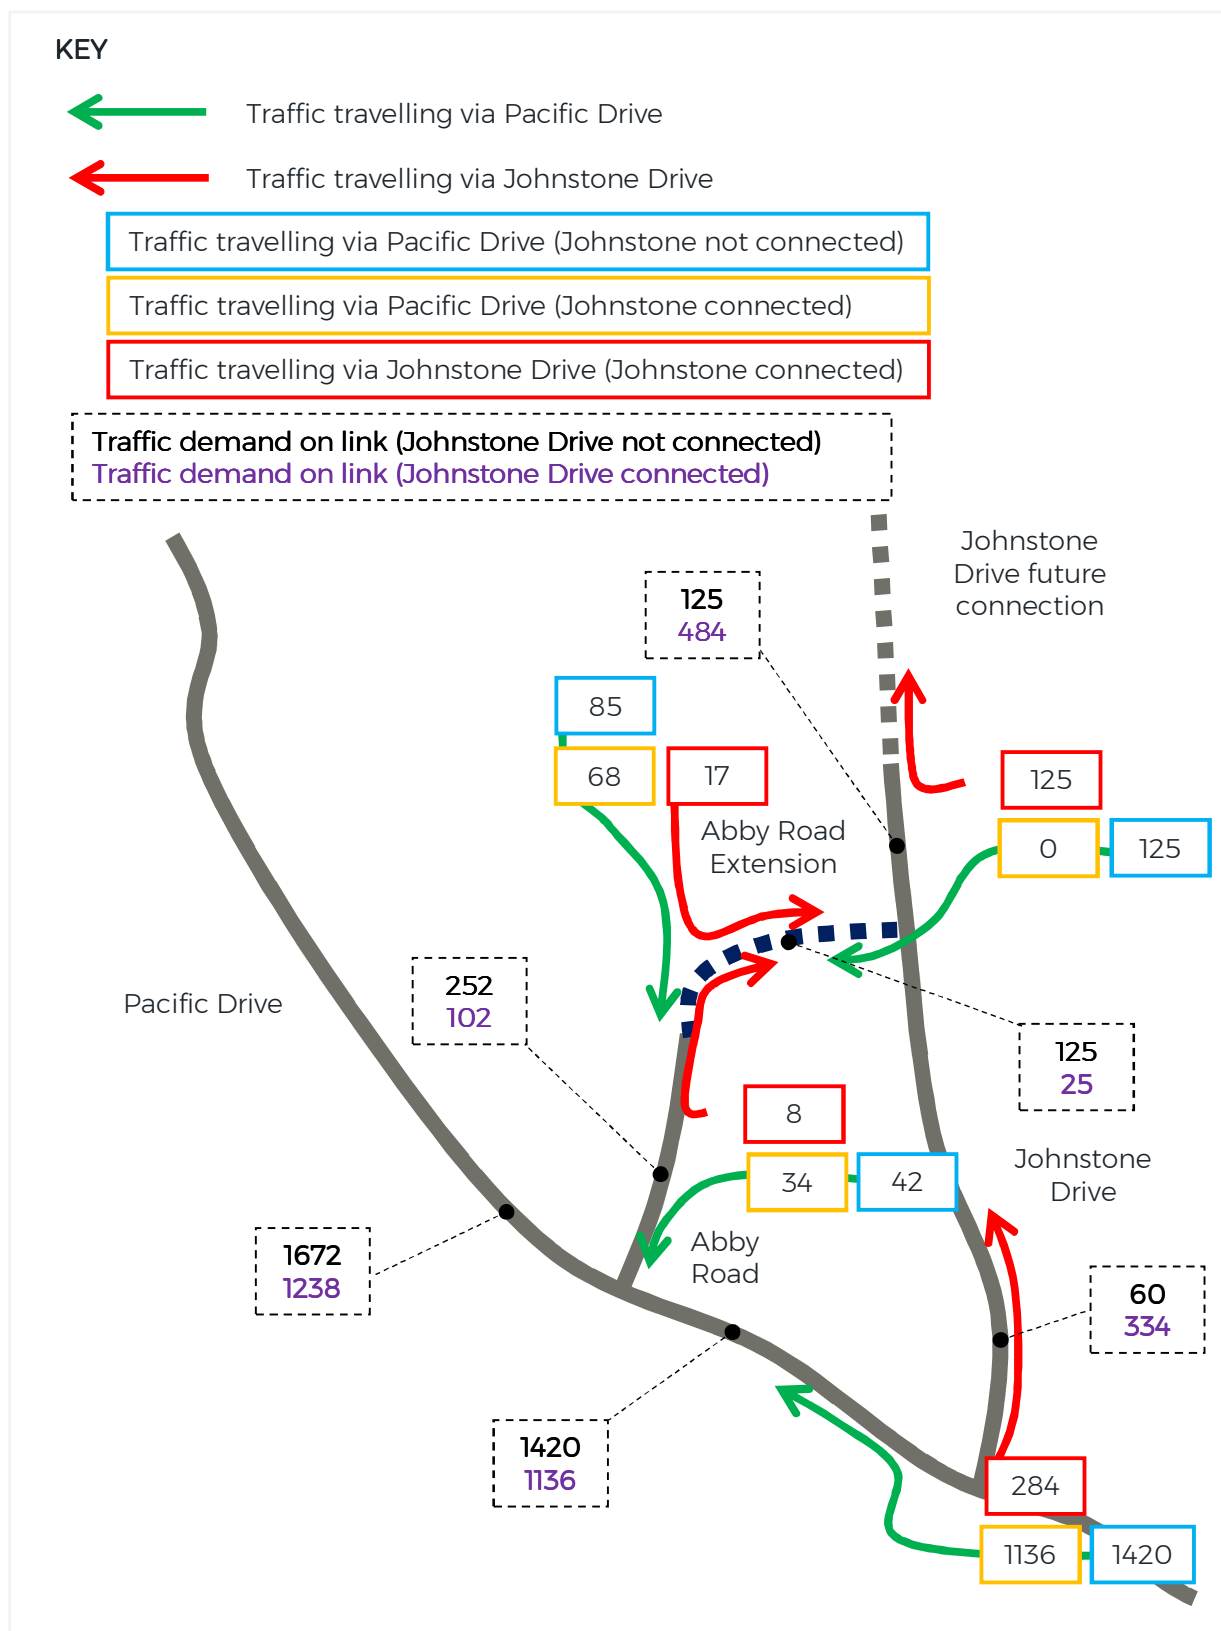 KEY
Traffic travelling via Pacific Drive
Traffic travelling via Johnstone Drive
Traffic travelling via Pacific Drive (Johnstone not connected)
Traffic travelling via Pacific Drive (Johnstone connected)
Traffic travelling via Johnstone Drive (Johnstone connected)
Traffic demand on link (Johnstone Drive not connected)
Traffic demand on link (Johnstone Drive connected)
Johnstone
Drive future
connection
125
484
85
68
17
125
0
125
Abby Road
Extension
252
102
Pacific Drive
125
25
8
34
42
Johnstone
Drive
Abby
Road
1672
1238
60
334
1420
1136
284
1136
1420